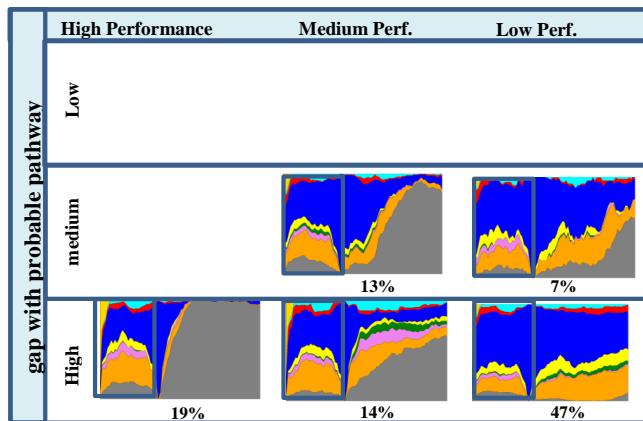 High Performance Medium Perf. Low Perf.
gap with probable pathway
Low
medium
13% 7%
High
19% 14% 47%